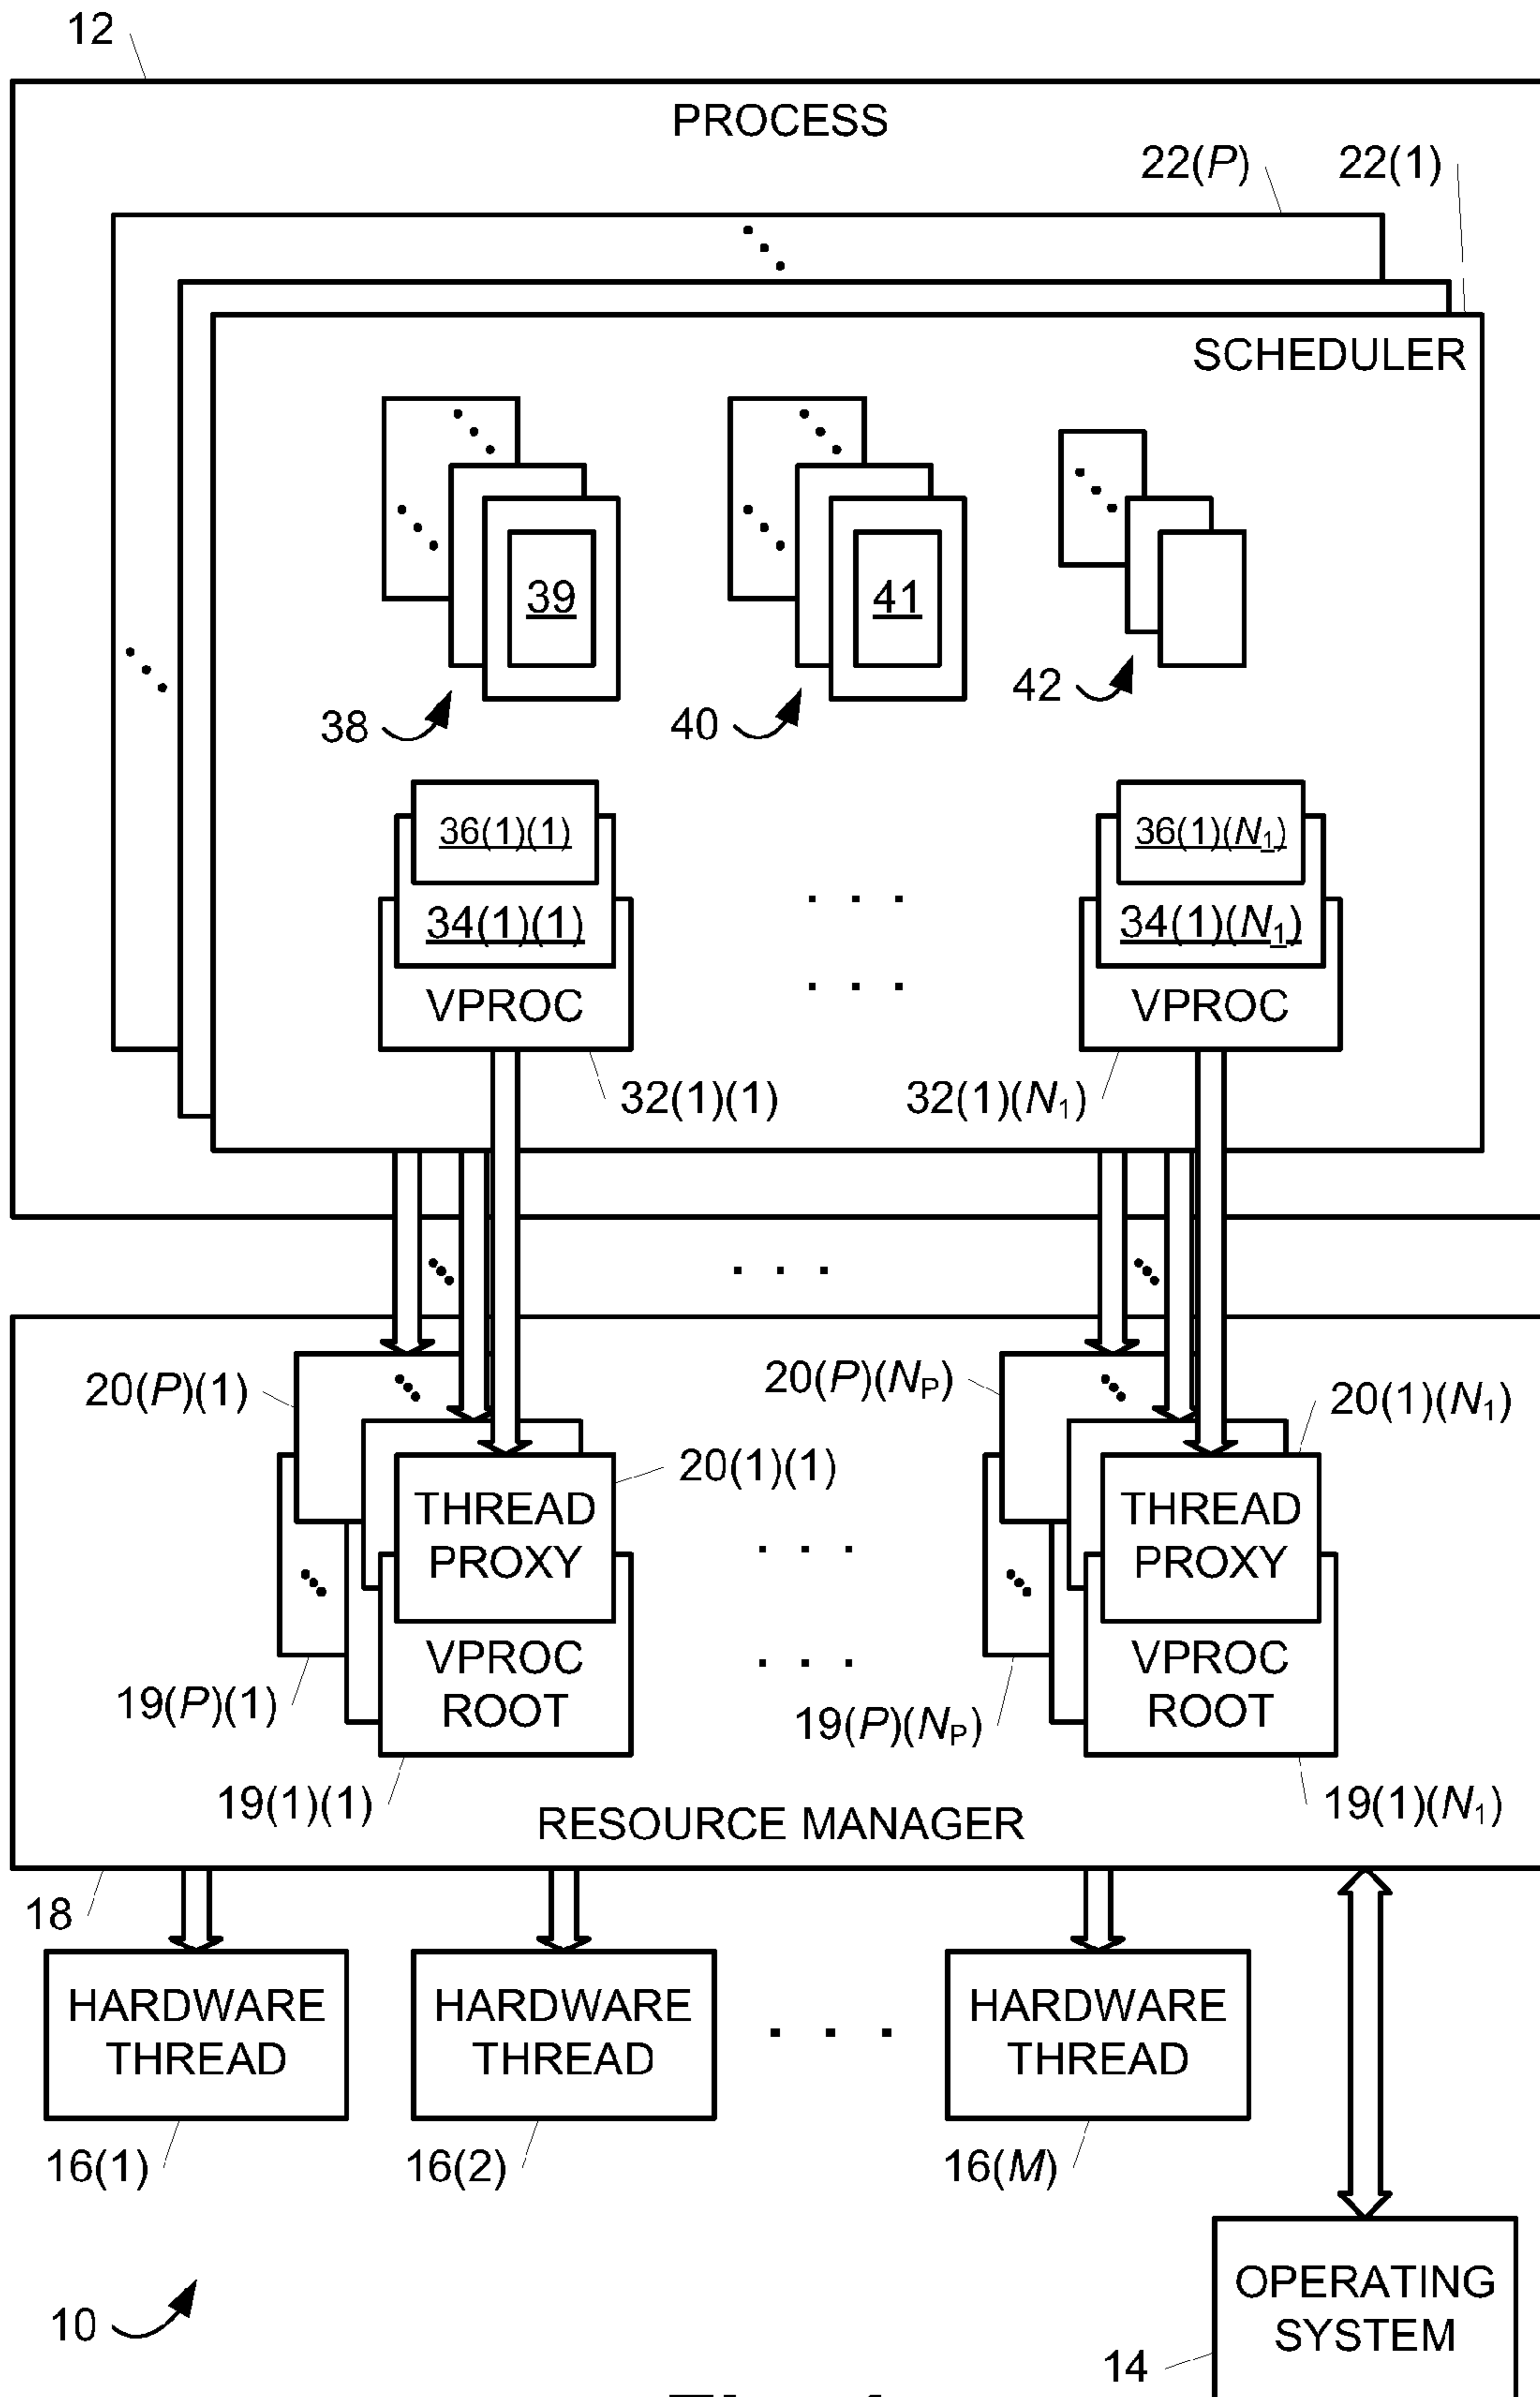 12
PROCESS
22(P)
22(1)
SCHEDULER
39
41
38
40
42
36(1)(1)
36(1)(N₁)
34(1)(1)
34(1)(N₁)
VPROC
VPROC
32(1)(1)
32(1)(N₁)
20(P)(1)
20(P)(Nₚ)
20(1)(N₁)
20(1)(1)
THREAD
PROXY
THREAD
PROXY
VPROC
ROOT
VPROC
ROOT
19(P)(1)
19(P)(Nₚ)
19(1)(1)
19(1)(N₁)
RESOURCE MANAGER
18
HARDWARE
THREAD
HARDWARE
THREAD
HARDWARE
THREAD
16(1)
16(2)
16(M)
10
OPERATING
SYSTEM
14